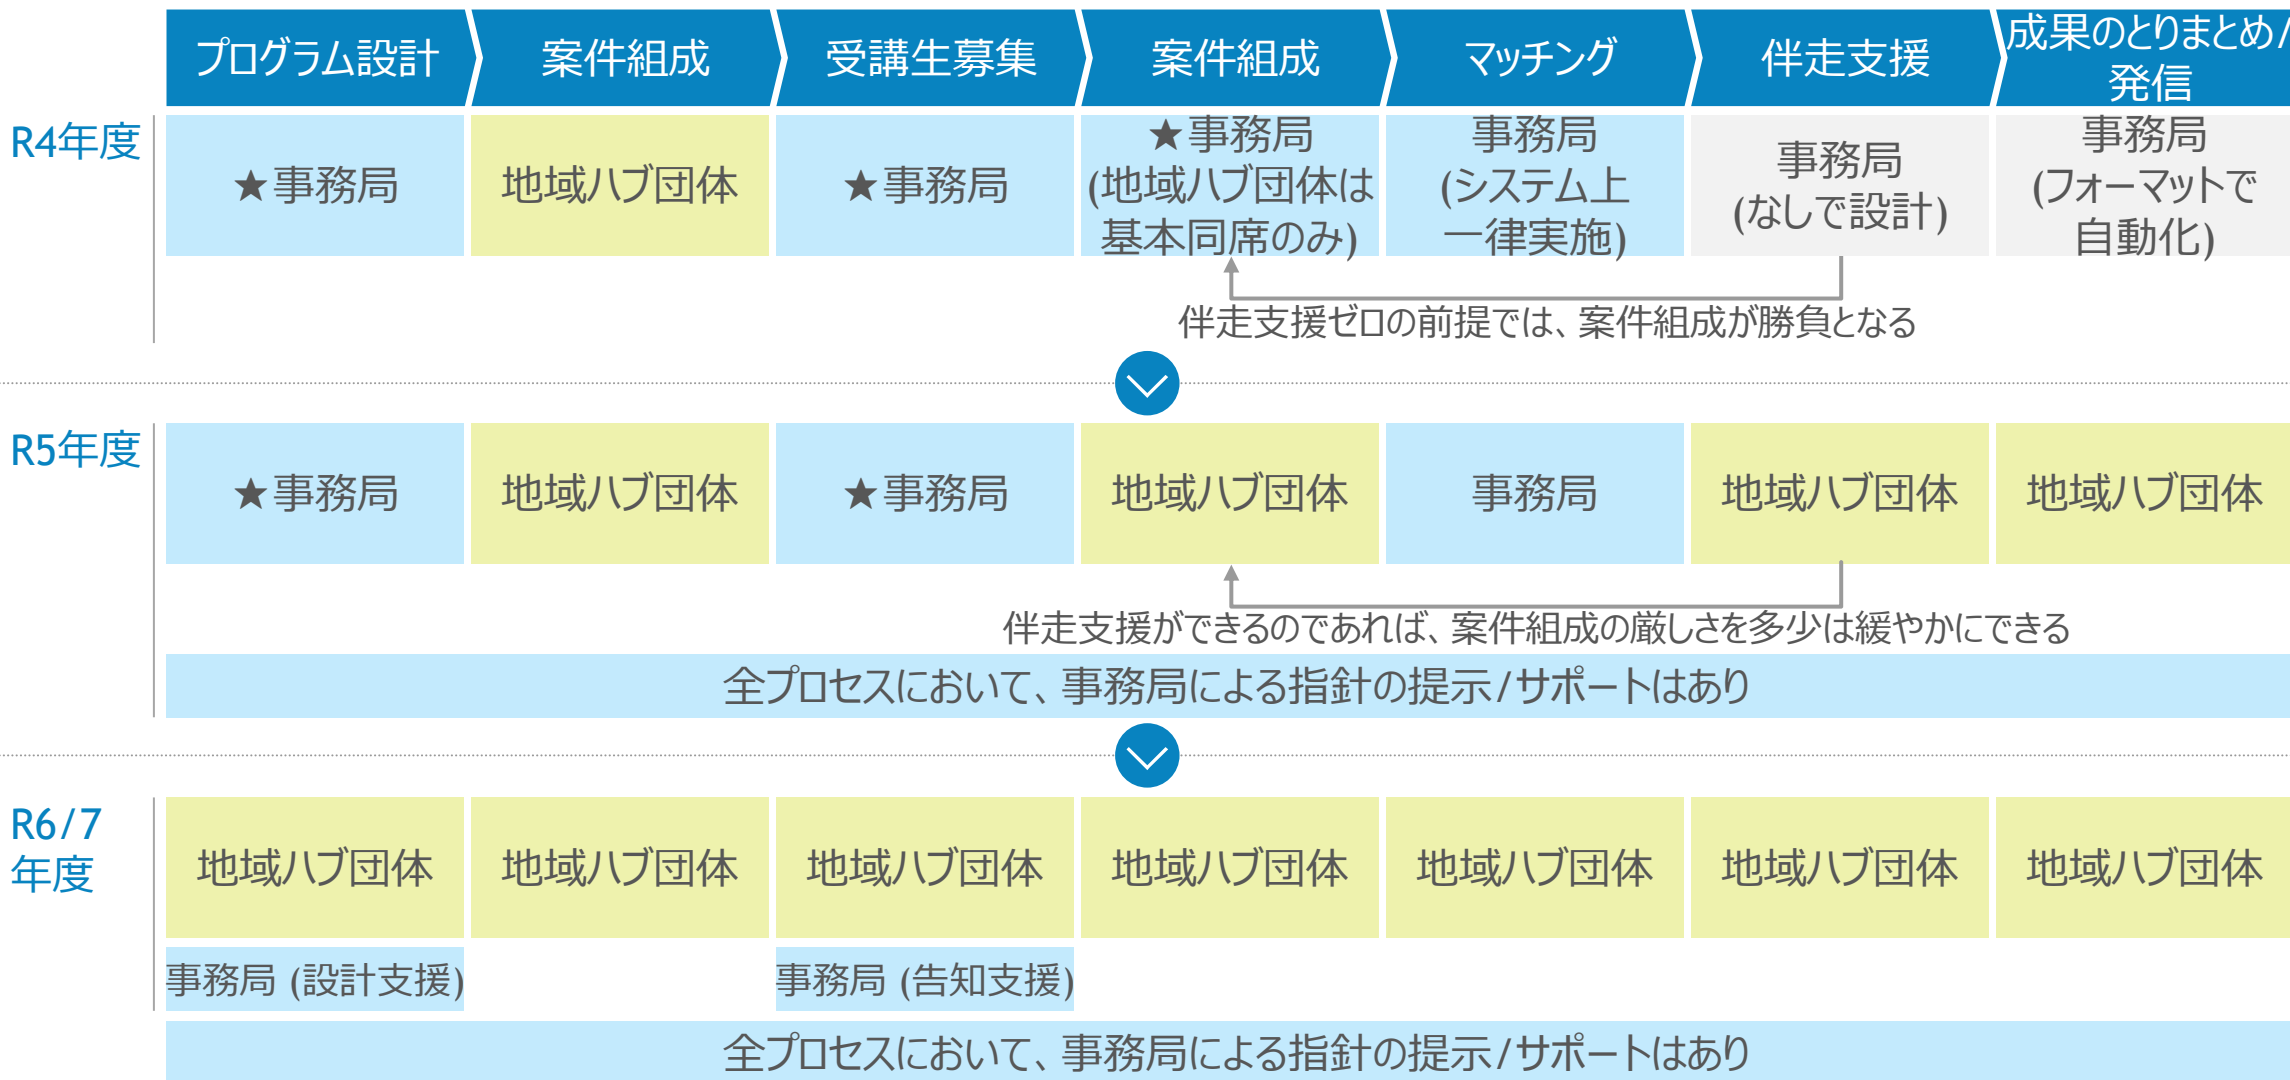 プログラム設計
案件組成
受講生募集
案件組成
マッチング
伴走支援
成果のとりまとめ/
発信
R4年度
★事務局
地域ハブ団体
★事務局
★事務局
(地域ハブ団体は
基本同席のみ)
事務局
(システム上
一律実施)
事務局
(なしで設計)
事務局
(フォーマットで
自動化)
伴走支援ゼロの前提では、案件組成が勝負となる
R5年度
★事務局
地域ハブ団体
★事務局
地域ハブ団体
事務局
地域ハブ団体
地域ハブ団体
伴走支援ができるのであれば、案件組成の厳しさを多少は緩やかにできる
全プロセスにおいて、事務局による指針の提示/サポートはあり
R6/7
年度
地域ハブ団体
地域ハブ団体
地域ハブ団体
地域ハブ団体
地域ハブ団体
地域ハブ団体
地域ハブ団体
事務局 (設計支援)
事務局 (告知支援)
全プロセスにおいて、事務局による指針の提示/サポートはあり